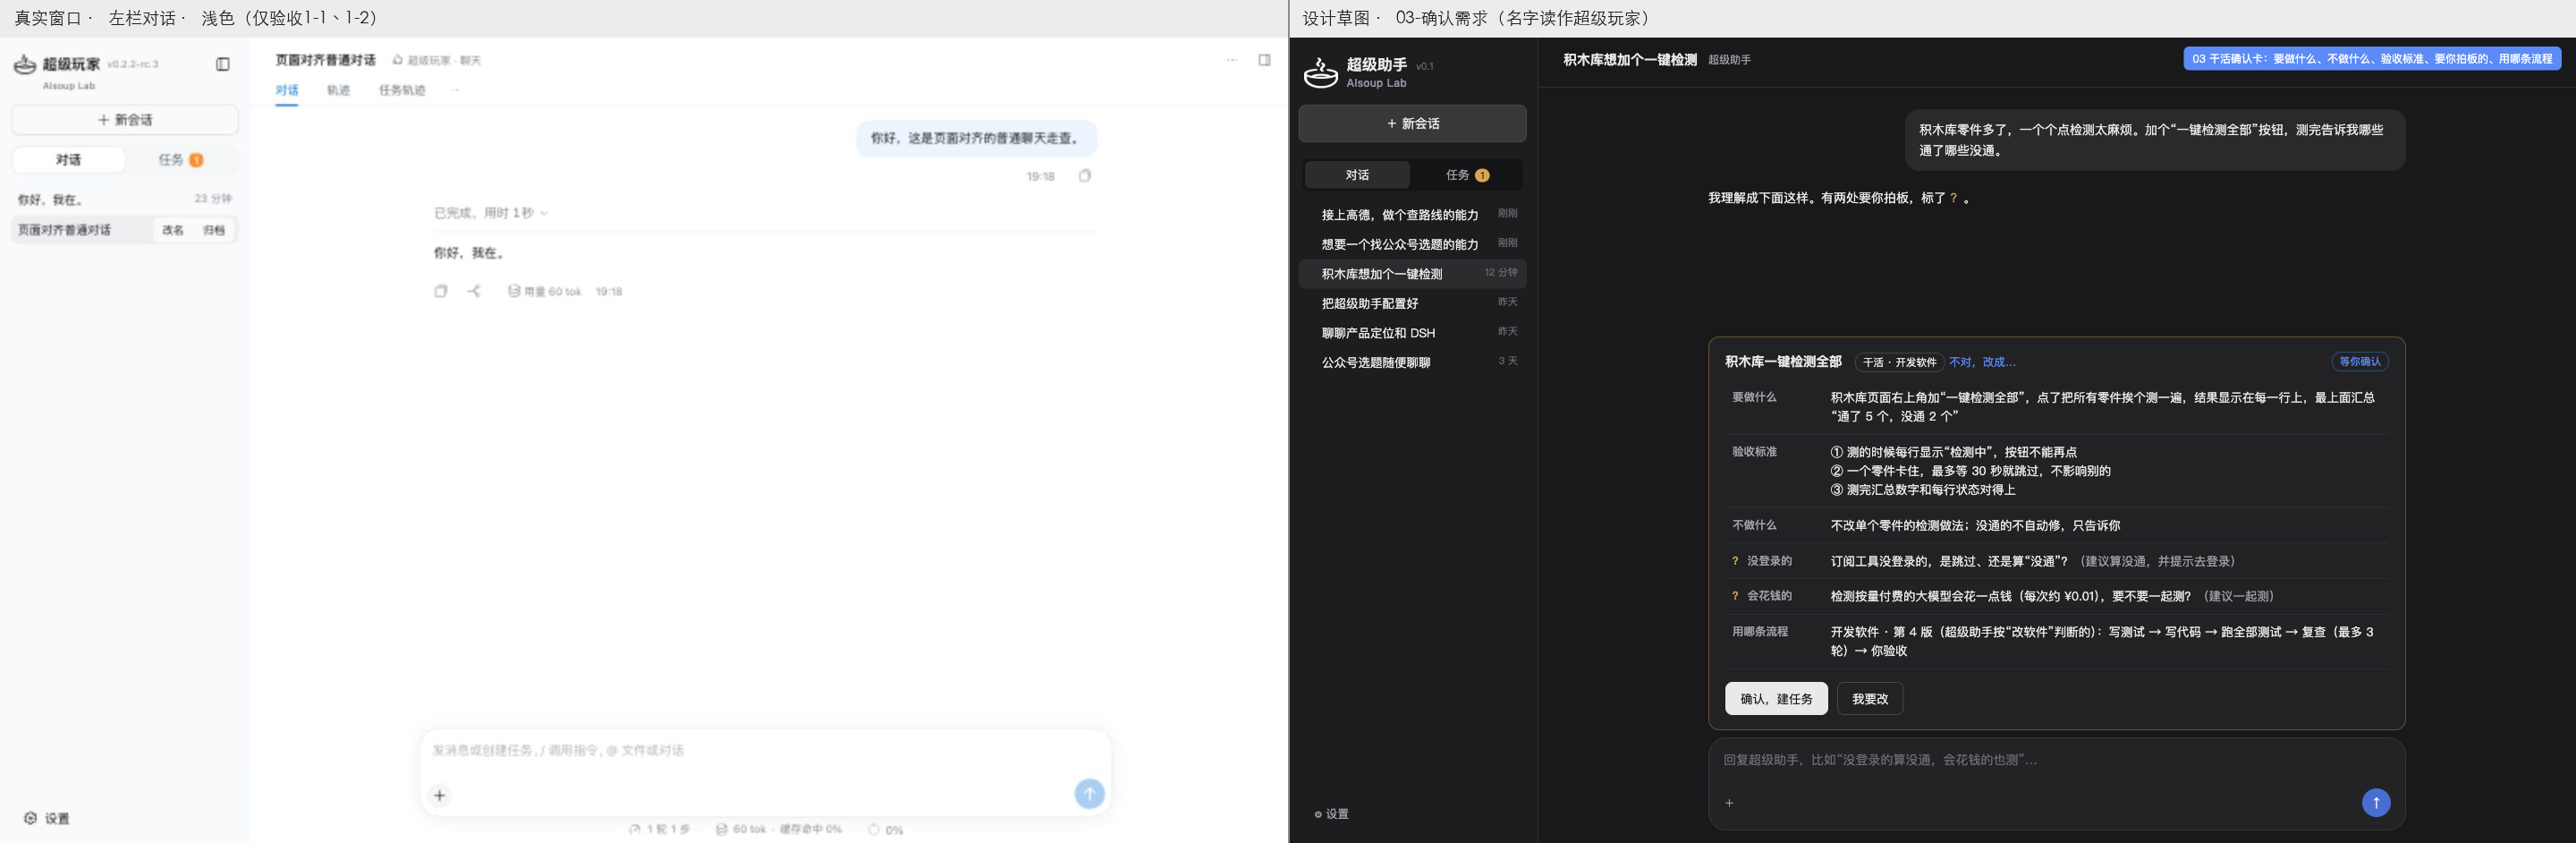 真实窗口 · 左栏对话 · 浅色（仅验收1-1、1-2）
超级玩家 v0.2.2-rc.3
AIsoup Lab
+ 新会话
对话 任务 1
你好，我在。 23 分钟
页面对齐普通对话 改名 归档
设置
页面对齐普通对话 超级玩家 · 聊天
对话 轨迹 任务轨迹 ...
你好，这是页面对齐的普通聊天走查。
19:18
已完成，用时 1秒
你好，我在。
用量 60 tok 19:18
发消息或创建任务, / 调用指令, @ 文件或对话
+
1 轮 1 步 60 tok · 缓存命中 0% 0%
设计草图 · 03-确认需求（名字读作超级玩家）
超级助手 v0.1
AIsoup Lab
+ 新会话
对话 任务 1
接上高德，做个查路线的能力 刚刚
想要一个找公众号选题的能力 刚刚
积木库想加个一键检测 12 分钟
把超级助手配置好 昨天
聊聊产品定位和 DSH 昨天
公众号选题随便聊聊 3 天
设置
积木库想加个一键检测 超级助手
03 干活确认卡：要做什么、不做什么、验收标准、要你拍板的、用哪条流程
积木库零件多了，一个个点检测太麻烦。加个“一键检测全部”按钮，测完告诉我哪些
通了哪些没通。
我理解成下面这样。有两处要你拍板，标了 ? 。
积木库一键检测全部 干活 · 开发软件 不对，改成... 等你确认
要做什么 积木库页面右上角加“一键检测全部”，点了把所有零件挨个测一遍，结果显示在每一行上，最上面汇总
“通了 5 个，没通 2 个”
验收标准 ① 测的时候每行显示“检测中”，按钮不能再点
② 一个零件卡住，最多等 30 秒就跳过，不影响别的
③ 测完汇总数字和每行状态对得上
不做什么 不改单个零件的检测做法；没通的不自动修，只告诉你
? 没登录的 订阅工具没登录的，是跳过、还是算“没通”？（建议算没通，并提示去登录）
? 会花钱的 检测按量付费的大模型会花一点钱（每次约 ¥0.01），要不要一起测？（建议一起测）
用哪条流程 开发软件 · 第 4 版（超级助手按“改软件”判断的）：写测试 → 写代码 → 跑全部测试 → 复查（最多 3
轮）→ 你验收
确认，建任务 我要改
回复超级助手，比如“没登录的算没通，会花钱的也测”...
+ ↑